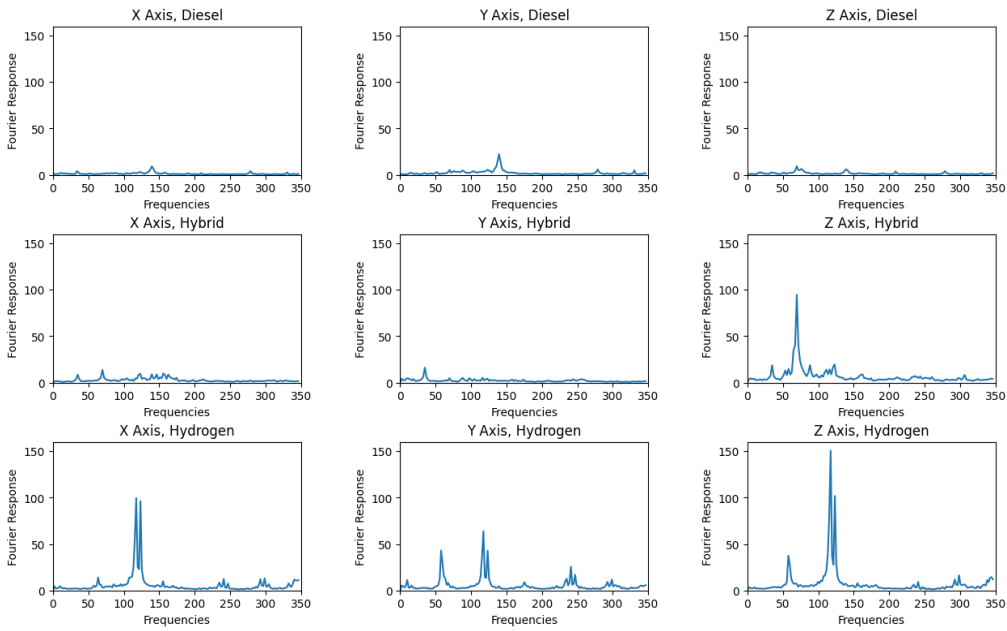 X Axis, Diesel
Y Axis, Diesel
Z Axis, Diesel
Fourier Response
150
100
50
0
0 50 100 150 200 250 300 350
Frequencies
Fourier Response
150
100
50
0
0 50 100 150 200 250 300 350
Frequencies
Fourier Response
150
100
50
0
0 50 100 150 200 250 300 350
Frequencies
X Axis, Hybrid
Y Axis, Hybrid
Z Axis, Hybrid
Fourier Response
150
100
50
0
0 50 100 150 200 250 300 350
Frequencies
Fourier Response
150
100
50
0
0 50 100 150 200 250 300 350
Frequencies
Fourier Response
150
100
50
0
0 50 100 150 200 250 300 350
Frequencies
X Axis, Hydrogen
Y Axis, Hydrogen
Z Axis, Hydrogen
Fourier Response
150
100
50
0
0 50 100 150 200 250 300 350
Frequencies
Fourier Response
150
100
50
0
0 50 100 150 200 250 300 350
Frequencies
Fourier Response
150
100
50
0
0 50 100 150 200 250 300 350
Frequencies